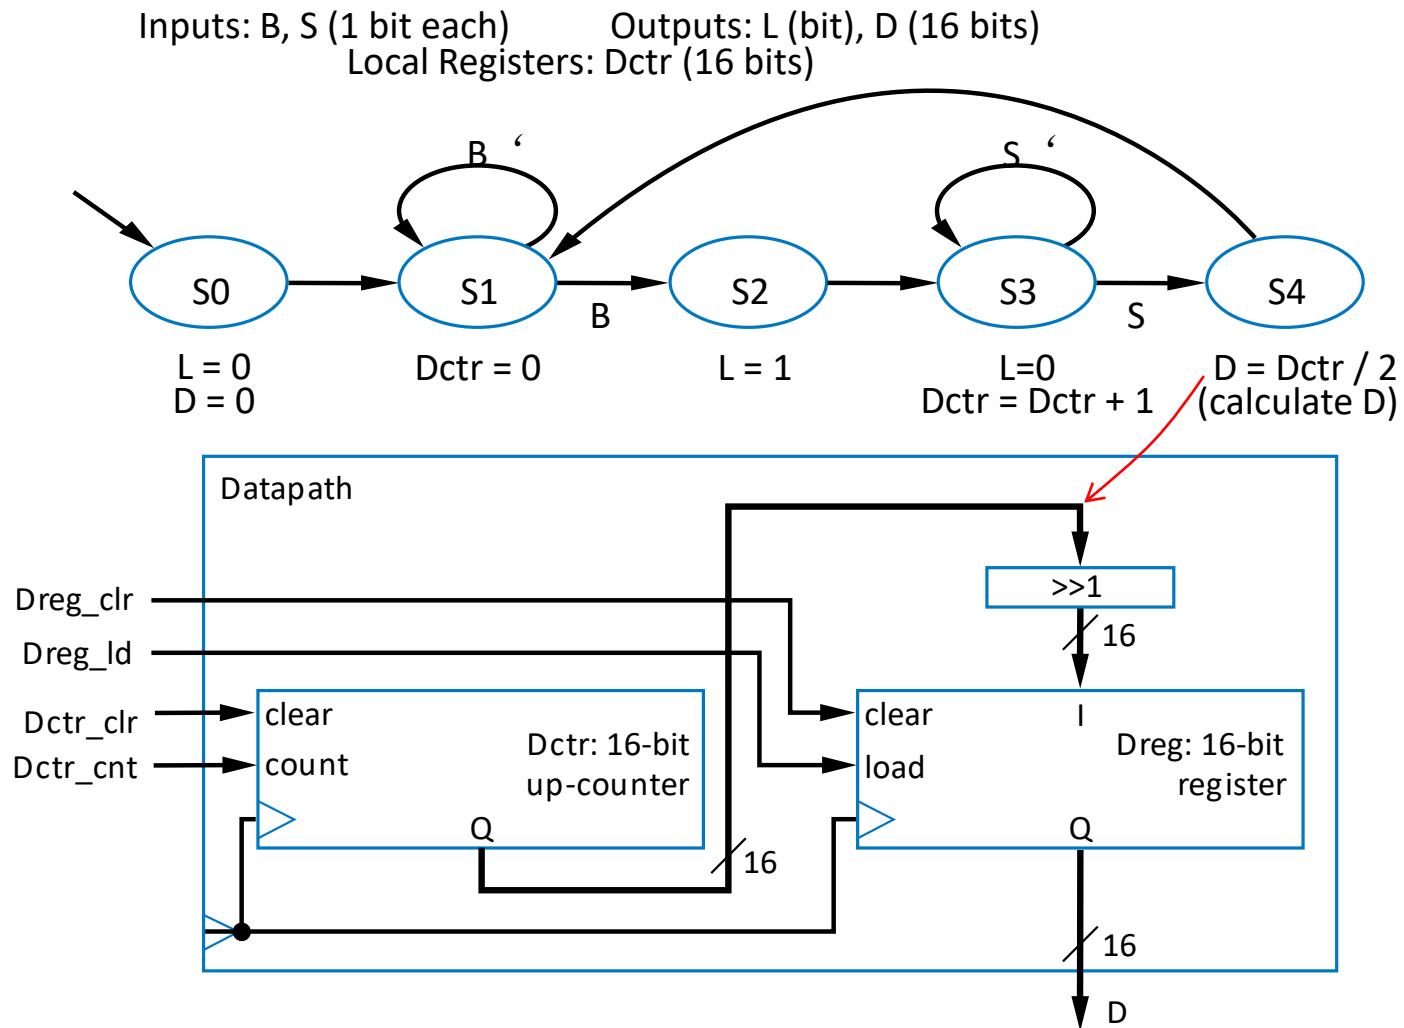 Inputs: B, S (1 bit each) Outputs: L (bit), D (16 bits)
Local Registers: Dctr (16 bits)
B ‘ S ‘
S0 S1 S2 S3 S4
B S
L = 0 Dctr = 0 L = 1 L=0 D = Dctr / 2
D = 0 Dctr = Dctr + 1 (calculate D)
Datapath
>>1
Dreg_clr
16
Dreg_ld
clear clear I
Dctr_clr
Dctr: 16-bit Dreg: 16-bit
Dctr_cnt count load
up-counter register
Q Q
16
16
D